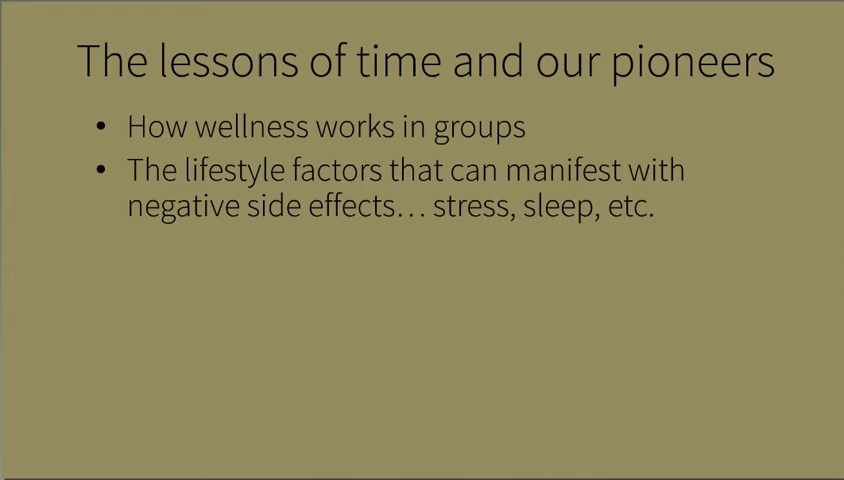 The lessons of time and our pioneers
• How wellness works in groups
• The lifestyle factors that can manifest with
negative side effects… stress, sleep, etc.